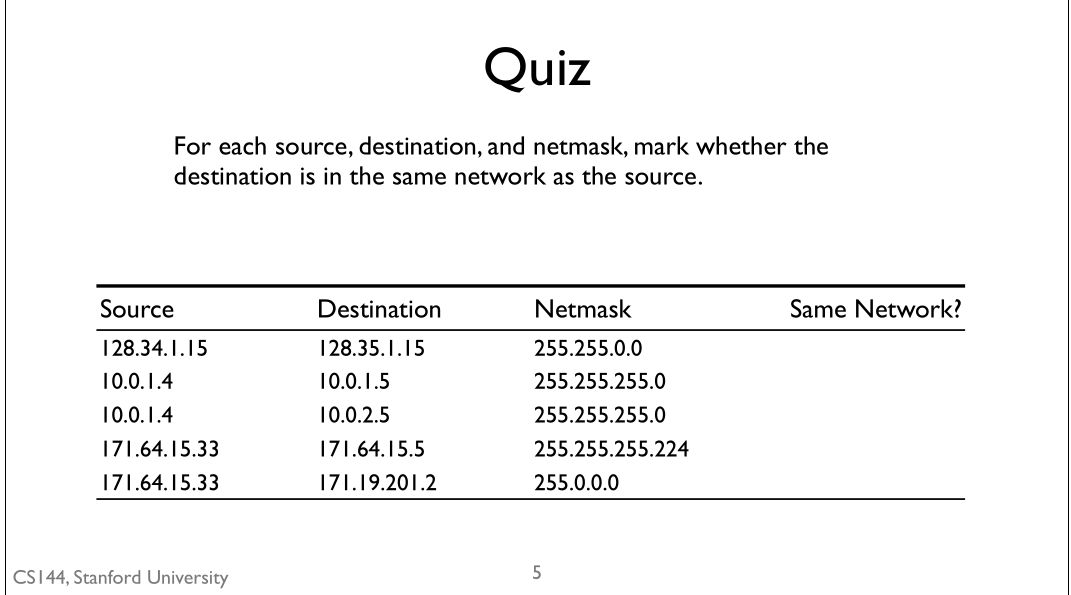 Quiz
For each source, destination, and netmask, mark whether the
destination is in the same network as the source.
Source Destination Netmask Same Network?
128.34.1.15 128.35.1.15 255.255.0.0
10.0.1.4 10.0.1.5 255.255.255.0
10.0.1.4 10.0.2.5 255.255.255.0
171.64.15.33 171.64.15.5 255.255.255.224
171.64.15.33 171.19.201.2 255.0.0.0
CS144, Stanford University 5